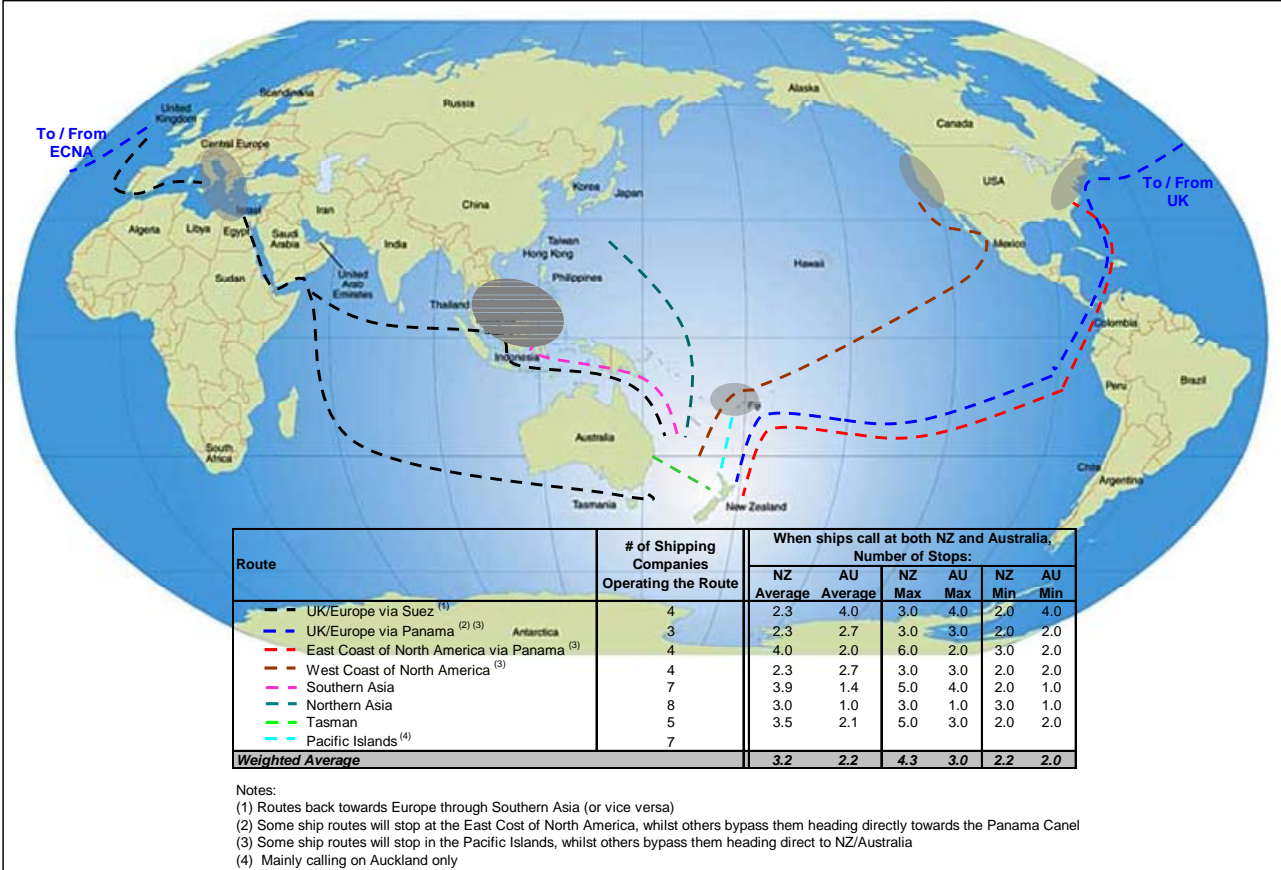 Alaska
Scandinavia
Russia
United
Kingdom
Canada
To / From
ECNA
Central Europe
USA
Korea
Japan
To / From
UK
China
Israel
Iran
Algeria
Libya
Egypt
Saudi
Arabia
India
Taiwan
Hong Kong
Mexico
Hawaii
Sudan
United
Arab
Emirates
Philippines
Thailand
Colombia
Indonesia
Peru
Brazil
Fiji
Australia
South
Africa
Chile
Argentina
Tasmania
New Zealand
Antarctica
Route # of Shipping Companies Operating the Route When ships call at both NZ and Australia, Number of Stops:
NZ Average AU Average NZ Max AU Max NZ Min AU Min
UK/Europe via Suez (1) 4 2.3 4.0 3.0 4.0 2.0 4.0
UK/Europe via Panama (2) (3) 3 2.3 2.7 3.0 3.0 2.0 2.0
East Coast of North America via Panama (3) 4 4.0 2.0 6.0 2.0 3.0 2.0
West Coast of North America (3) 4 2.3 2.7 3.0 3.0 2.0 2.0
Southern Asia 7 3.9 1.4 5.0 4.0 2.0 1.0
Northern Asia 8 3.0 1.0 3.0 1.0 3.0 1.0
Tasman 5 3.5 2.1 5.0 3.0 2.0 2.0
Pacific Islands (4) 7
Weighted Average 3.2 2.2 4.3 3.0 2.2 2.0
Notes:
(1) Routes back towards Europe through Southern Asia (or vice versa)
(2) Some ship routes will stop at the East Cost of North America, whilst others bypass them heading directly towards the Panama Canel
(3) Some ship routes will stop in the Pacific Islands, whilst others bypass them heading direct to NZ/Australia
(4) Mainly calling on Auckland only